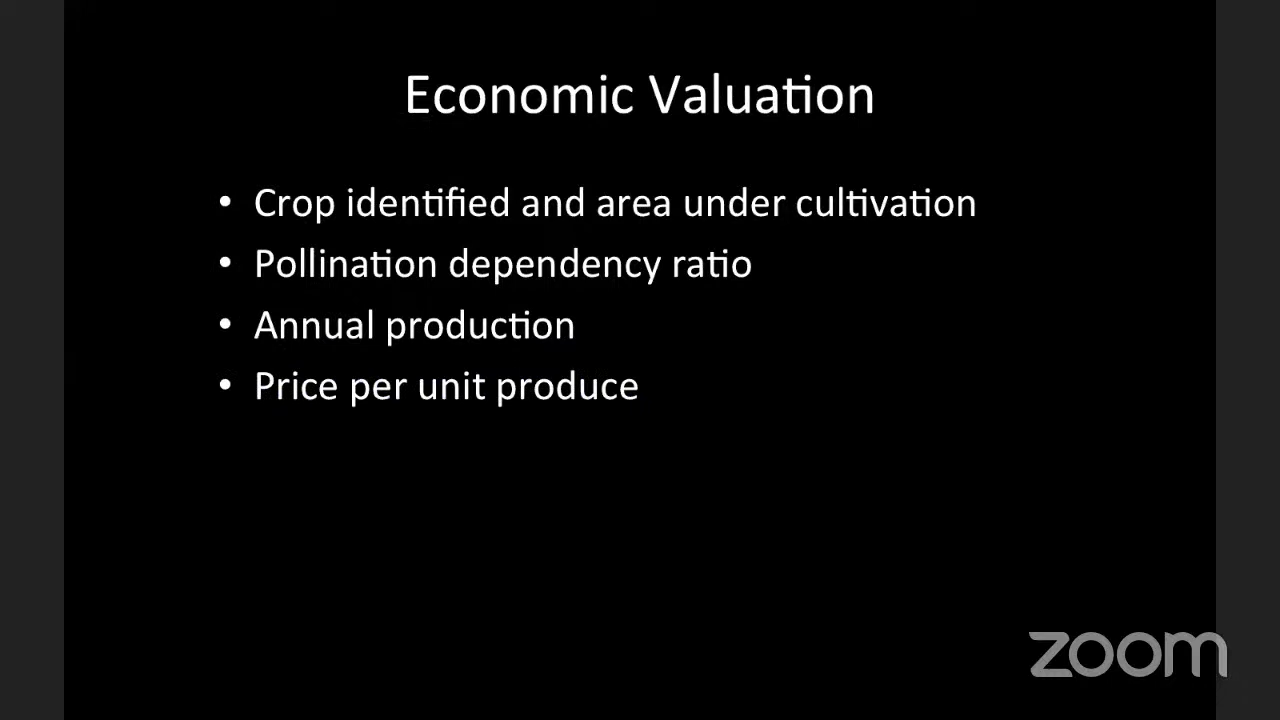 Economic Valuation
• Crop identified and area under cultivation
• Pollination dependency ratio
• Annual production
• Price per unit produce
zoom